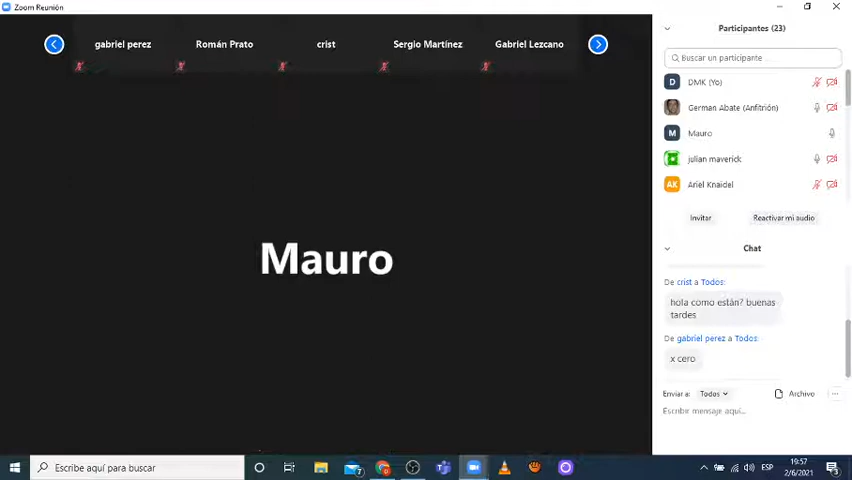 Zoom Reunión
gabriel perez
Román Prato
crist
Sergio Martínez
Gabriel Lezcano
Mauro
Participantes (23)
Buscar un participante ...
D DMK (Yo)
German Abate (Anfitrión)
M Mauro
julian maverick
AK Ariel Knaidel
Invitar
Reactivar mi audio
Chat
De crist a Todos:
hola como están? buenas
tardes
De gabriel perez a Todos:
x cero
Enviar a: Todos
Archivo
Escribir mensaje aquí...
Escribe aquí para buscar
7
ESP
19:57
2/6/2021
3